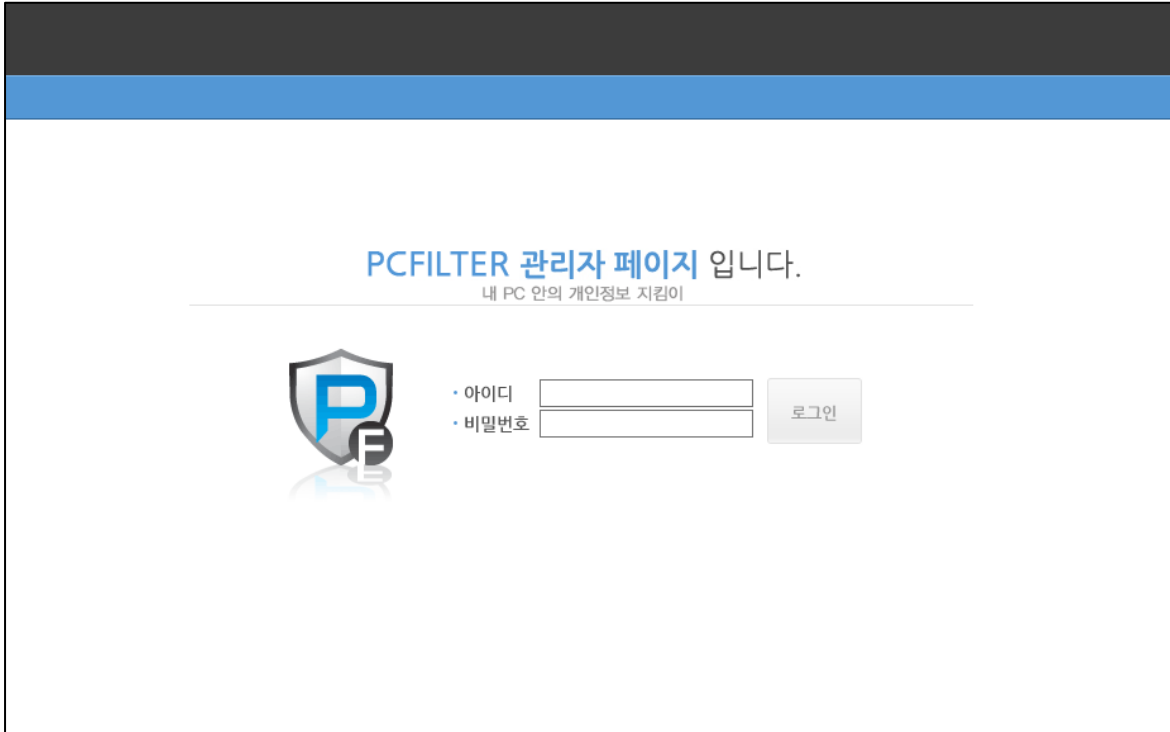 PCFILTER 관리자 페이지 입니다.
내 PC 안의 개인정보 지킴이
PF
· 아이디
· 비밀번호
로그인